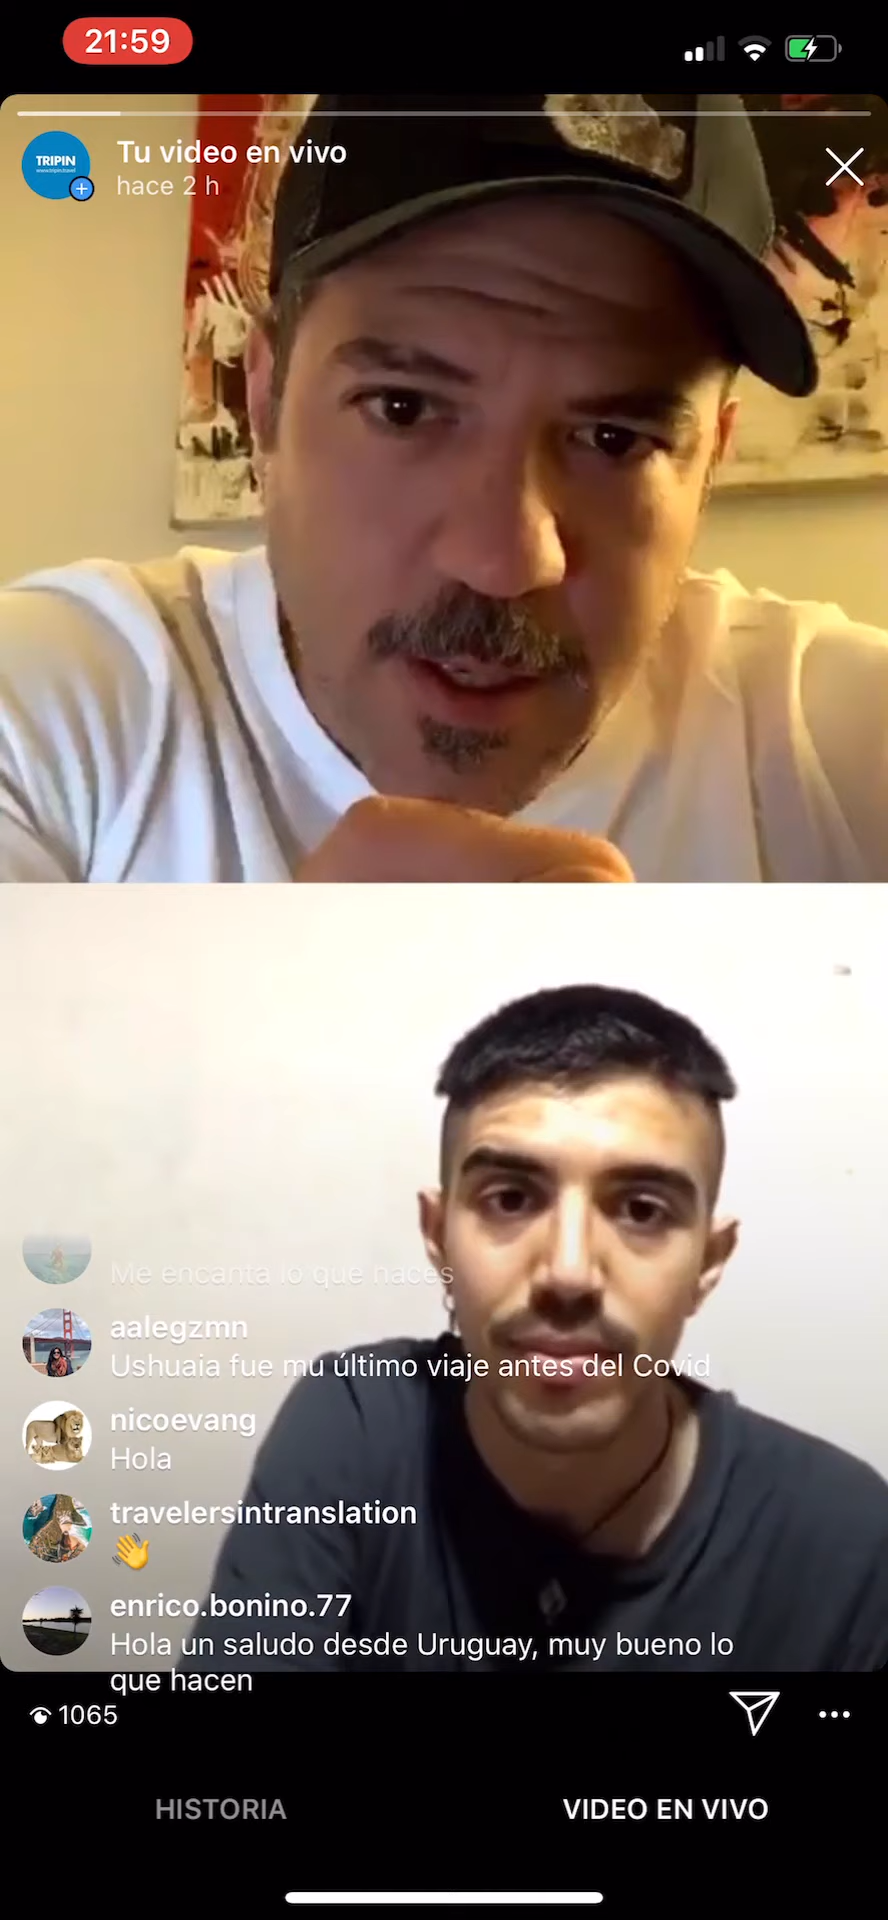 21:59
TRIPIN
Tu video en vivo
hace 2 h
Me encanta lo que haces
aalegzmn
Ushuaia fue mu último viaje antes del Covid
nicoevang
Hola
travelersintranslation
👋
enrico.bonino.77
Hola un saludo desde Uruguay, muy bueno lo
que hacen
1065
HISTORIA
VIDEO EN VIVO